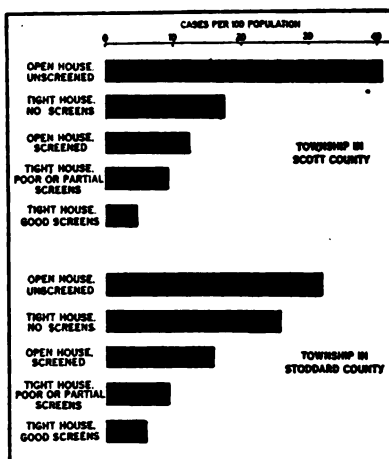 CASES PER 100 POPULATION
0 10 20 30 40
OPEN HOUSE.
UNSCREENED
TIGHT HOUSE.
NO SCREENS
OPEN HOUSE.
SCREENED
TIGHT HOUSE.
POOR OR PARTIAL
SCREENS
TIGHT HOUSE.
GOOD SCREENS
TOWNSHIP IN
SCOTT COUNTY
OPEN HOUSE.
UNSCREENED
TIGHT HOUSE.
NO SCREENS
OPEN HOUSE.
SCREENED
TIGHT HOUSE.
POOR OR PARTIAL
SCREENS
TIGHT HOUSE.
GOOD SCREENS
TOWNSHIP IN
STODDARD COUNTY